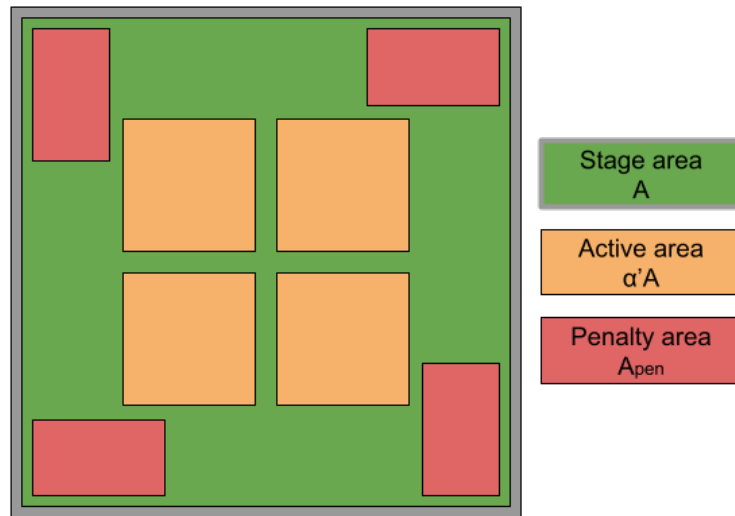 Stage area
A
Active area
α'A
Penalty area
Apen